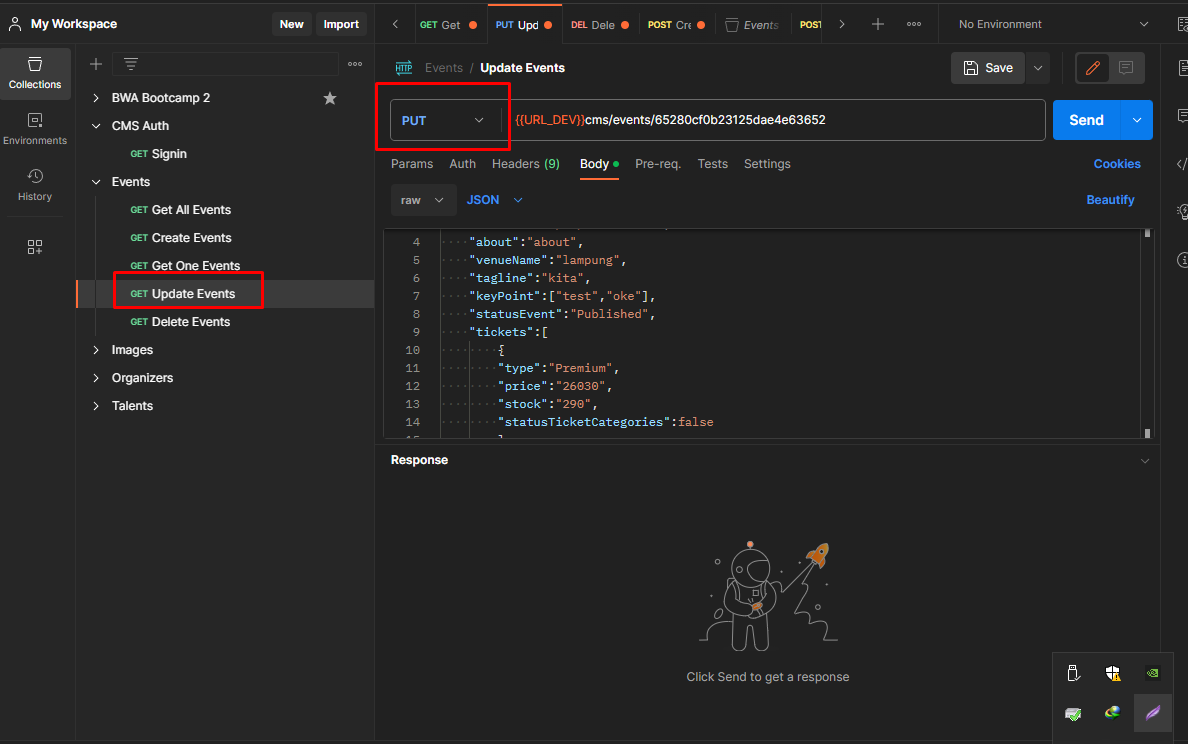 My Workspace
New
Import
GET Get
PUT Upd
DEL Dele
POST Cre
Events
POST
No Environment
Collections
Environments
History
BWA Bootcamp 2
CMS Auth
GET Signin
Events
GET Get All Events
GET Create Events
GET Get One Events
GET Update Events
GET Delete Events
Images
Organizers
Talents
HTTP
Events / Update Events
Save
PUT
{{URL_DEV}}cms/events/65280cf0b23125dae4e63652
Send
Params
Auth
Headers (9)
Body
Pre-req.
Tests
Settings
Cookies
raw
JSON
Beautify
4 "about":"about",
5 "venueName":"lampung",
6 "tagline":"kita",
7 "keyPoint":["test","oke"],
8 "statusEvent":"Published",
9 "tickets":[
10 {
11 "type":"Premium",
12 "price":"26030",
13 "stock":"290",
14 "statusTicketCategories":false
Response
Click Send to get a response